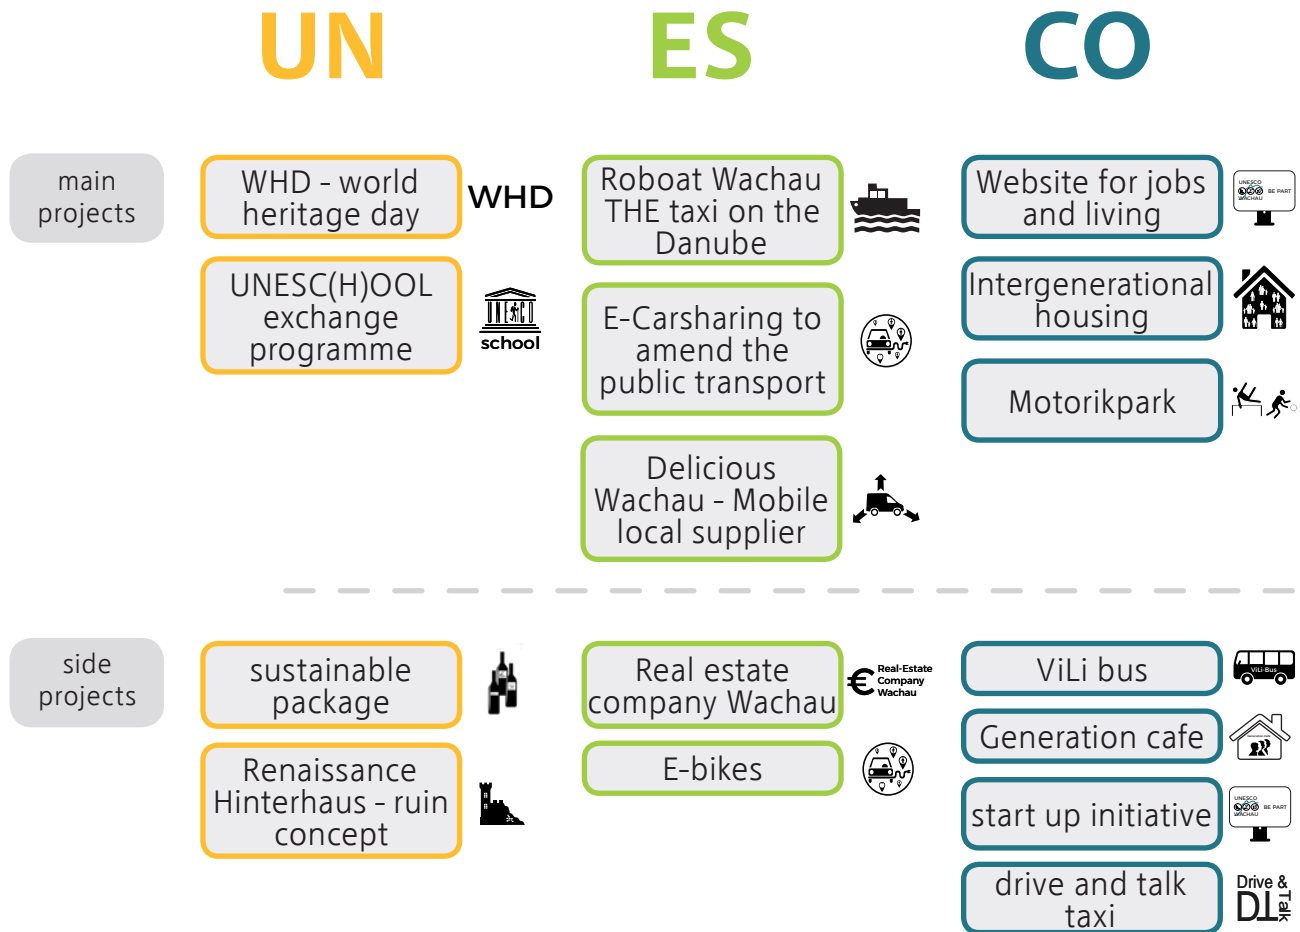 UN
ES
CO
main
projects
WHD - world
heritage day
WHD
UNESC(H)OOL
exchange
programme
UNESCO
school
Roboat Wachau
THE taxi on the
Danube
E-Carsharing to
amend the
public transport
Delicious
Wachau - Mobile
local supplier
Website for jobs
and living
UNESCO
WACHAU
BE PART
Intergenerational
housing
Motorikpark
side
projects
sustainable
package
Renaissance
Hinterhaus - ruin
concept
Real estate
company Wachau
€ Real-Estate
Company
Wachau
E-bikes
ViLi bus
ViLi-Bus
Generation cafe
start up initiative
UNESCO
WACHAU
BE PART
drive and talk
taxi
Drive &
Talk
DT